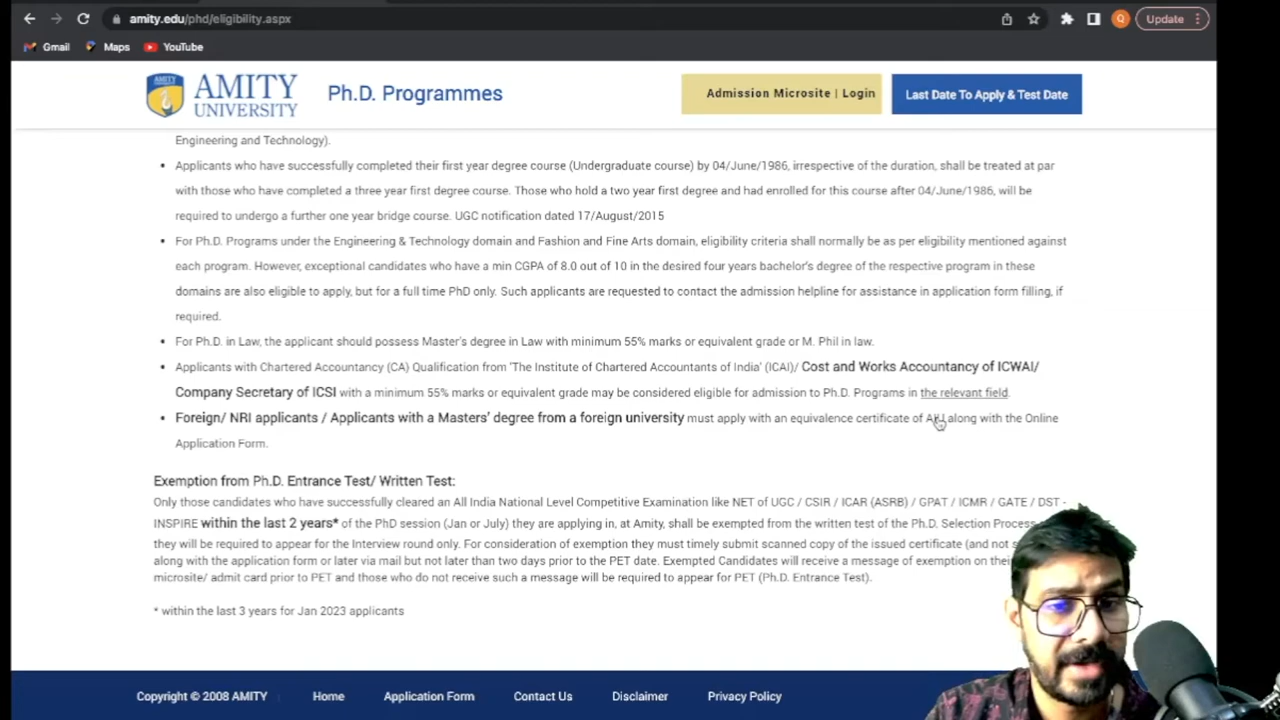 amity.edu/phd/eligibility.aspx
Q
Update
Gmail
Maps
YouTube
AMITY
AMITY
UNIVERSITY
Ph.D. Programmes
Admission Microsite | Login
Last Date To Apply & Test Date
Engineering and Technology).
Applicants who have successfully completed their first year degree course (Undergraduate course) by 04/June/1986, irrespective of the duration, shall be treated at par
with those who have completed a three year first degree course. Those who hold a two year first degree and had enrolled for this course after 04/June/1986, will be
required to undergo a further one year bridge course. UGC notification dated 17/August/2015
For Ph.D. Programs under the Engineering & Technology domain and Fashion and Fine Arts domain, eligibility criteria shall normally be as per eligibility mentioned against
each program. However, exceptional candidates who have a min CGPA of 8.0 out of 10 in the desired four years bachelor's degree of the respective program in these
domains are also eligible to apply, but for a full time PhD only. Such applicants are requested to contact the admission helpline for assistance in application form filling, if
required.
For Ph.D. in Law, the applicant should possess Master's degree in Law with minimum 55% marks or equivalent grade or M. Phil in law.
Applicants with Chartered Accountancy (CA) Qualification from 'The Institute of Chartered Accountants of India' (ICAI)/ Cost and Works Accountancy of ICWAI/
Company Secretary of ICSI with a minimum 55% marks or equivalent grade may be considered eligible for admission to Ph.D. Programs in the relevant field.
Foreign/ NRI applicants / Applicants with a Masters' degree from a foreign university must apply with an equivalence certificate of along with the Online
Application Form.
Exemption from Ph.D. Entrance Test/ Written Test:
Only those candidates who have successfully cleared an All India National Level Competitive Examination like NET of UGC / CSIR / ICAR (ASRB) / GPAT / ICMR / GATE / DST -
INSPIRE within the last 2 years* of the PhD session (Jan or July) they are applying in, at Amity, shall be exempted from the written test of the Ph.D. Selection Process
they will be required to appear for the Interview round only. For consideration of exemption they must timely submit scanned copy of the issued certificate (and not
along with the application form or later via mail but not later than two days prior to the PET date. Exempted Candidates will receive a message of exemption on
microsite/ admit card prior to PET and those who do not receive such a message will be required to appear for PET (Ph.D. Entrance Test).
* within the last 3 years for Jan 2023 applicants
Copyright © 2008 AMITY
Home
Application Form
Contact Us
Disclaimer
Privacy Policy